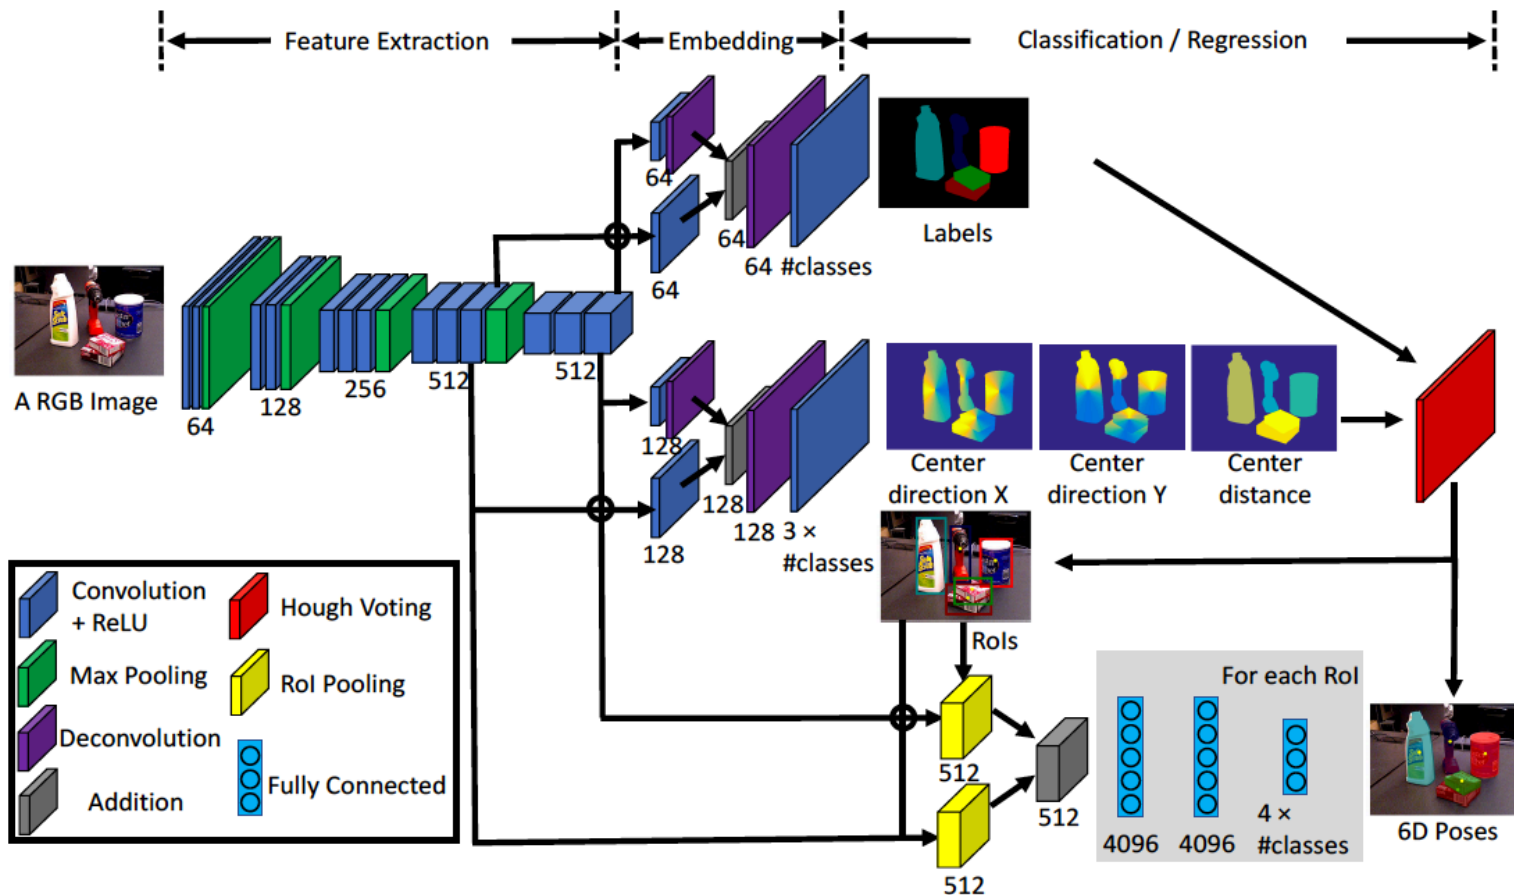 Feature Extraction
Embedding
Classification / Regression
A RGB Image
64
128
256
512
512
64
64
64
64 #classes
Labels
128
128
128
128
3 ×
#classes
Center
direction X
Center
direction Y
Center
distance
RoIs
512
512
512
For each RoI
4096
4096
4 ×
#classes
6D Poses
Convolution
+ ReLU
Hough Voting
Max Pooling
RoI Pooling
Deconvolution
Addition
Fully Connected